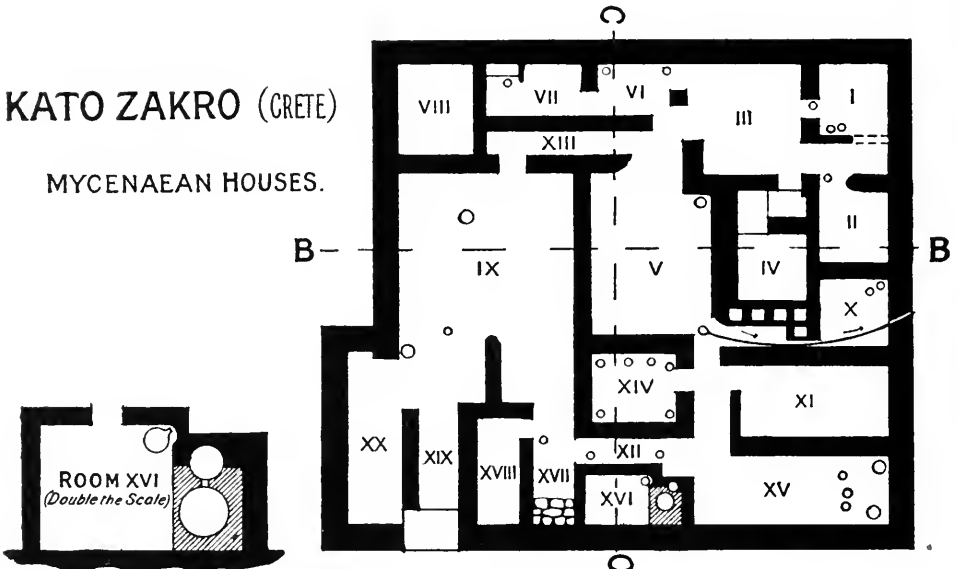 C
KATO ZAKRO (CRETE)
MYCENAEAN HOUSES.
VIII
VII
VI
III
I
XIII
II
B
IX
V
IV
B
X
XIV
XI
XX
XIX
XVIII
XVII
XII
XVI
XV
ROOM XVI
(Double the Scale)
C